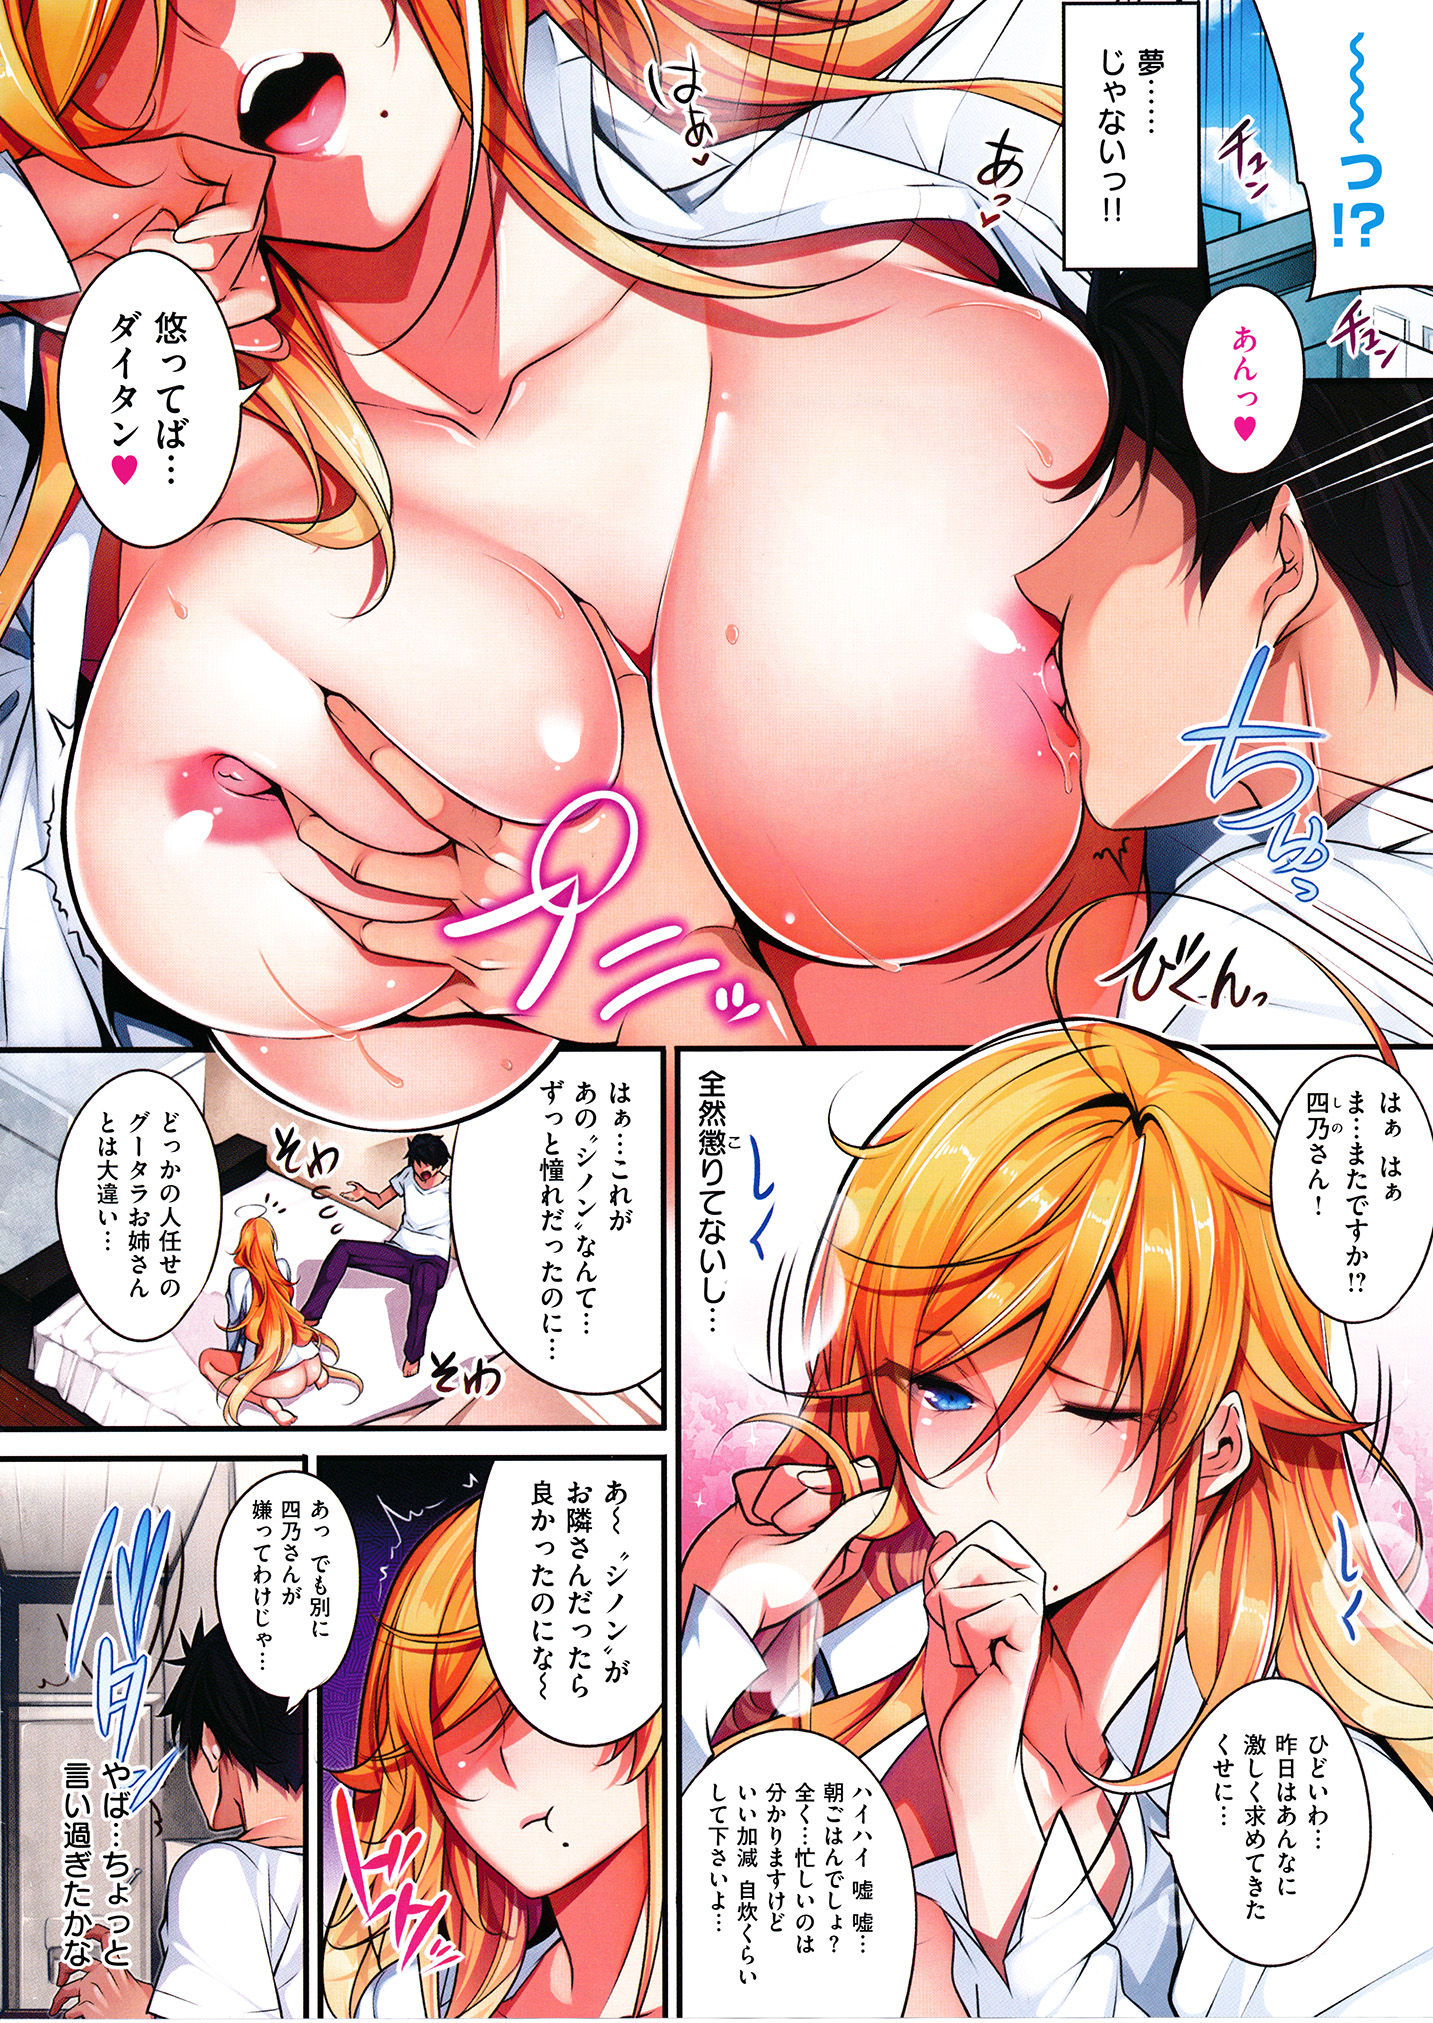 ～～～っ!?
チュン
チュン
夢……
じゃないっ!!
あんっ♥
あっ♥
はぁ♥
悠ってば…
ダイタン♥
ちゅっ
プニッ
びくんっ
はぁ はぁ
ま…またですか!?
四乃さん!
しの
ひどいわ…
昨日はあんなに
激しく求めてきた
くせに…
全然懲りてないし…
こ
ハイハイ 嘘 嘘…
朝ごはんでしょ?
全く…忙しいのは
分かりますけど
いい加減 自炊くらい
して下さいよ…
はぁ…これが
あの〝シノン〟なんて…
ずっと憧れだったのに…
どっかの人任せの
グータラお姉さん
とは大違い…
そわ
そわ
あ〜〝シノン〟が
お隣さんだったら
良かったのにな〜
あっ でも別に
四乃さんが
嫌ってわけじゃ…
やば…ちょっと
言い過ぎたかな